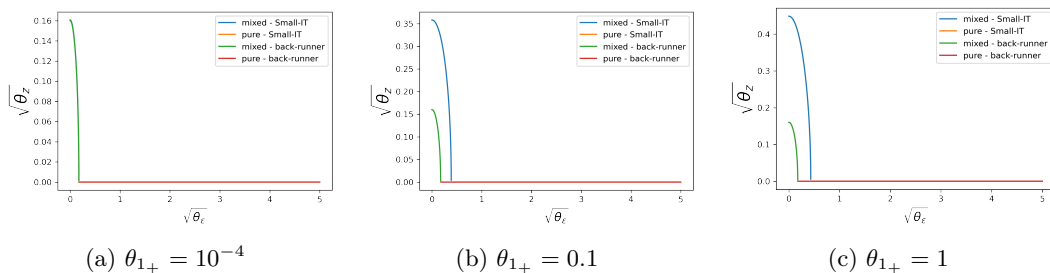 mixed - Small-IT
pure - Small-IT
mixed - back-runner
pure - back-runner
0.16
0.14
0.12
0.10
0.08
0.06
0.04
0.02
0.00
√θz
0 1 2 3 4 5
√θε
(a) θ1+ = 10−4
mixed - Small-IT
pure - Small-IT
mixed - back-runner
pure - back-runner
0.35
0.30
0.25
0.20
0.15
0.10
0.05
0.00
√θz
0 1 2 3 4 5
√θε
(b) θ1+ = 0.1
mixed - Small-IT
pure - Small-IT
mixed - back-runner
pure - back-runner
0.4
0.3
0.2
0.1
0.0
√θz
0 1 2 3 4 5
√θε
(c) θ1+ = 1